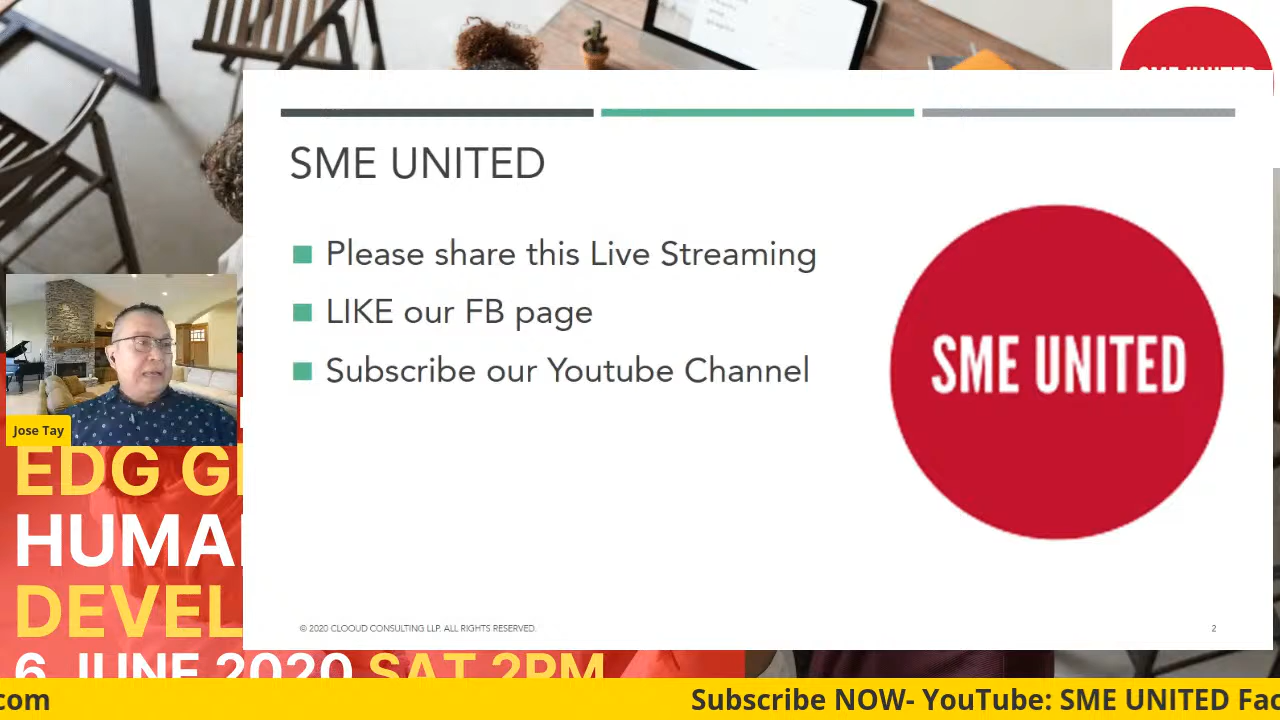 SME UNITED
Please share this Live Streaming
LIKE our FB page
Subscribe our Youtube Channel
SME UNITED
© 2020 CLOOUD CONSULTING LLP. ALL RIGHTS RESERVED.
2
Jose Tay
EDG
HUMA
DEVEL
6 JUNE 2020 SAT 2PM
.com
Subscribe NOW- YouTube: SME UNITED Fac